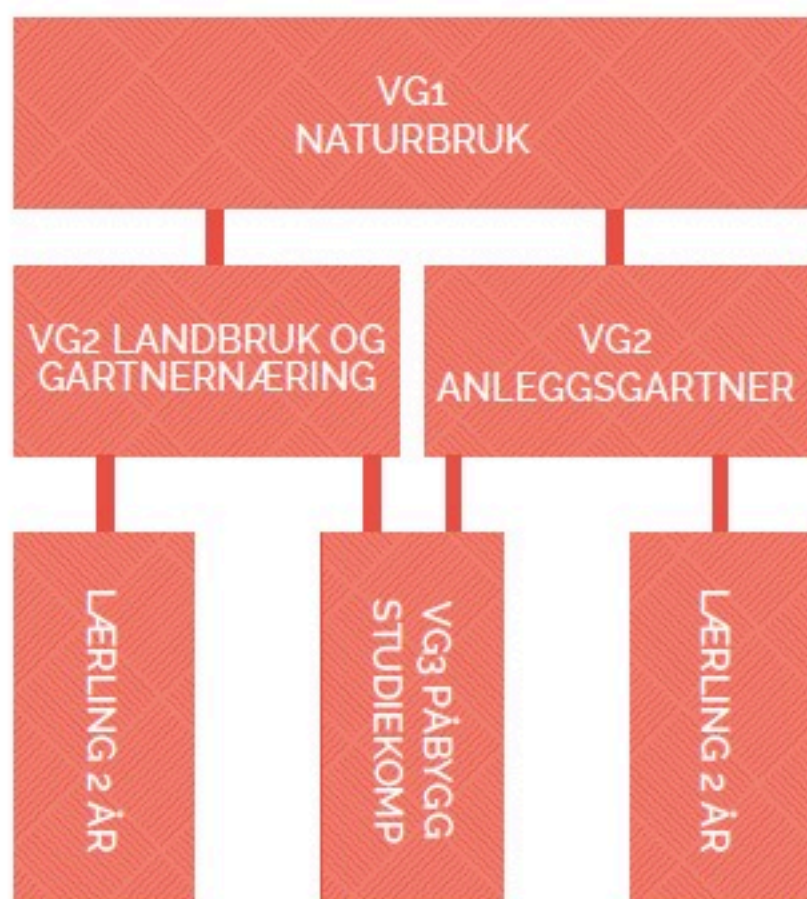 VG1
NATURBRUK
VG2 LANDBRUK OG
GARTNERNÆRING
VG2
ANLEGGSGARTNER
LÆRLING 2 ÅR
VG3 PÅBYGG
STUDIEKOMP
LÆRLING 2 ÅR